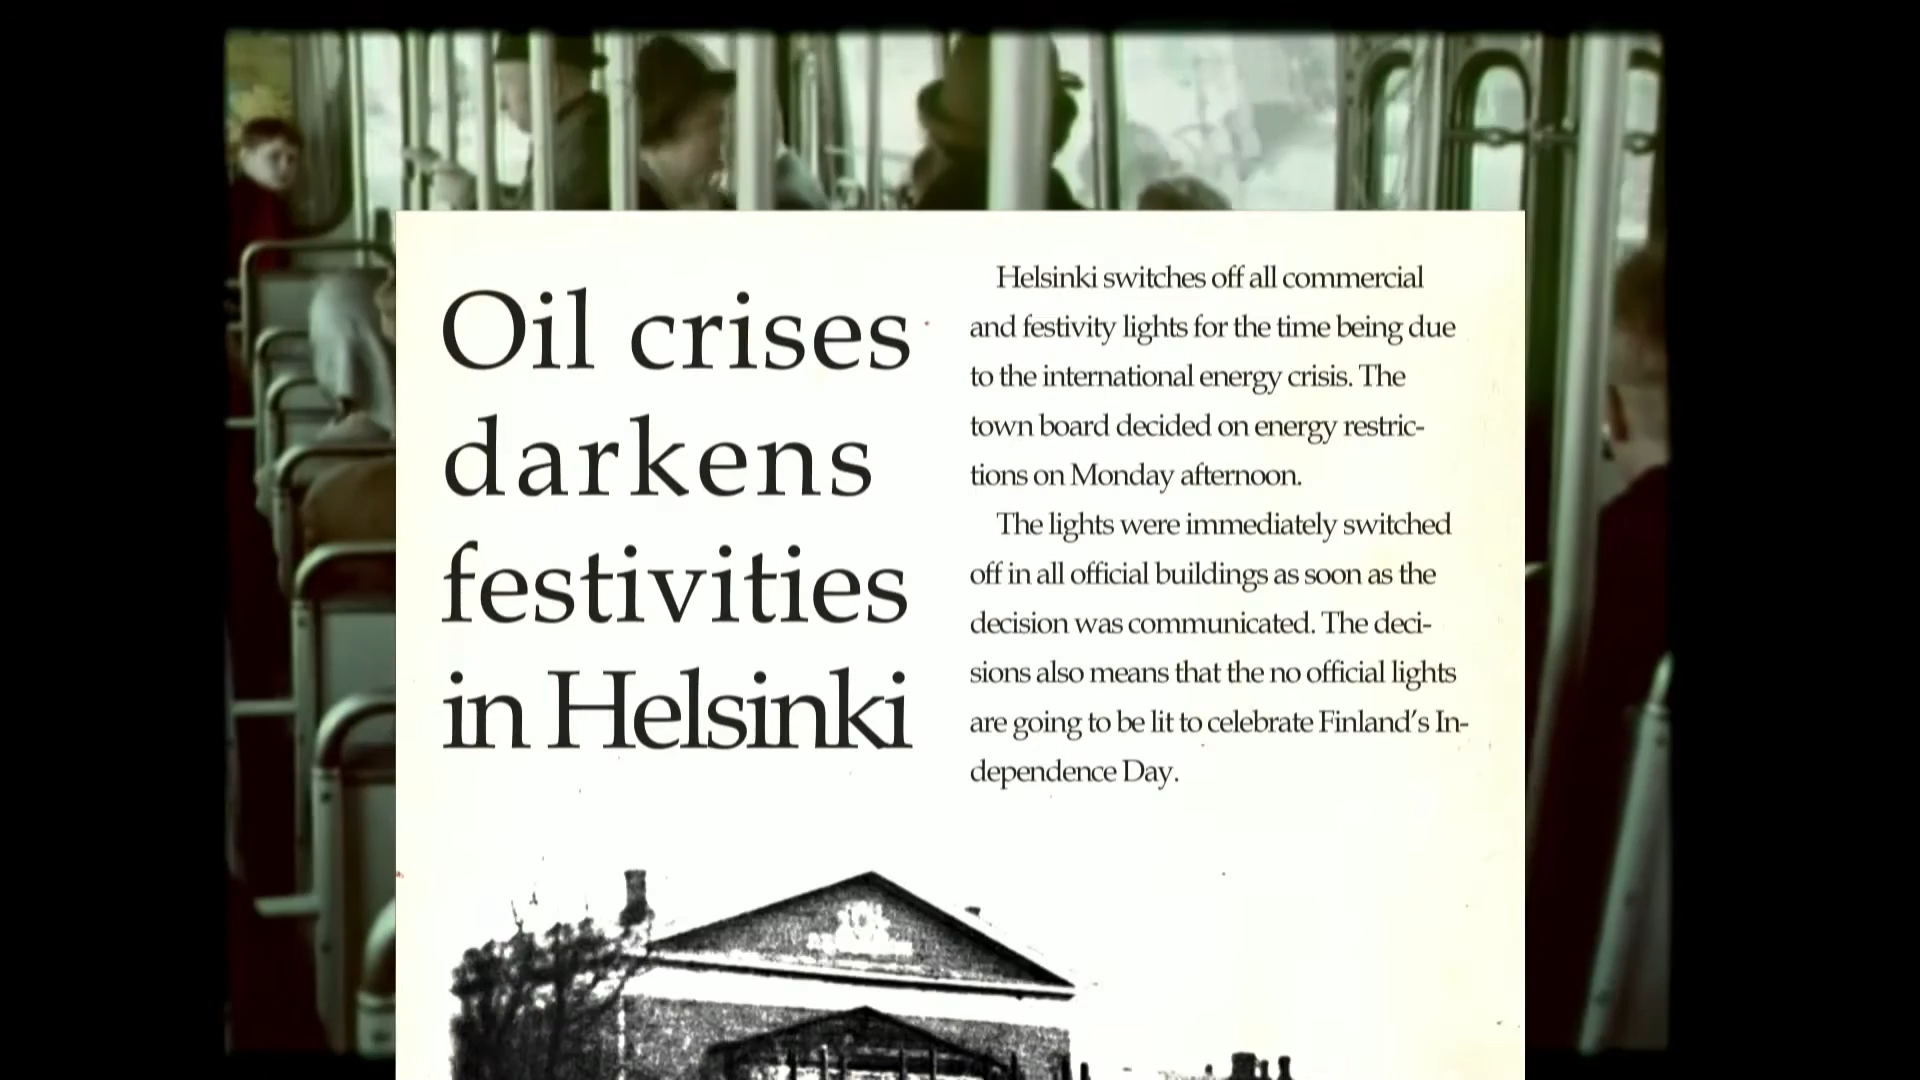 Oil crises
darkens
festivities
in Helsinki
Helsinki switches off all commercial
and festivity lights for the time being due
to the international energy crisis. The
town board decided on energy restric-
tions on Monday afternoon.
The lights were immediately switched
off in all official buildings as soon as the
decision was communicated. The deci-
sions also means that the no official lights
are going to be lit to celebrate Finland's In-
dependence Day.